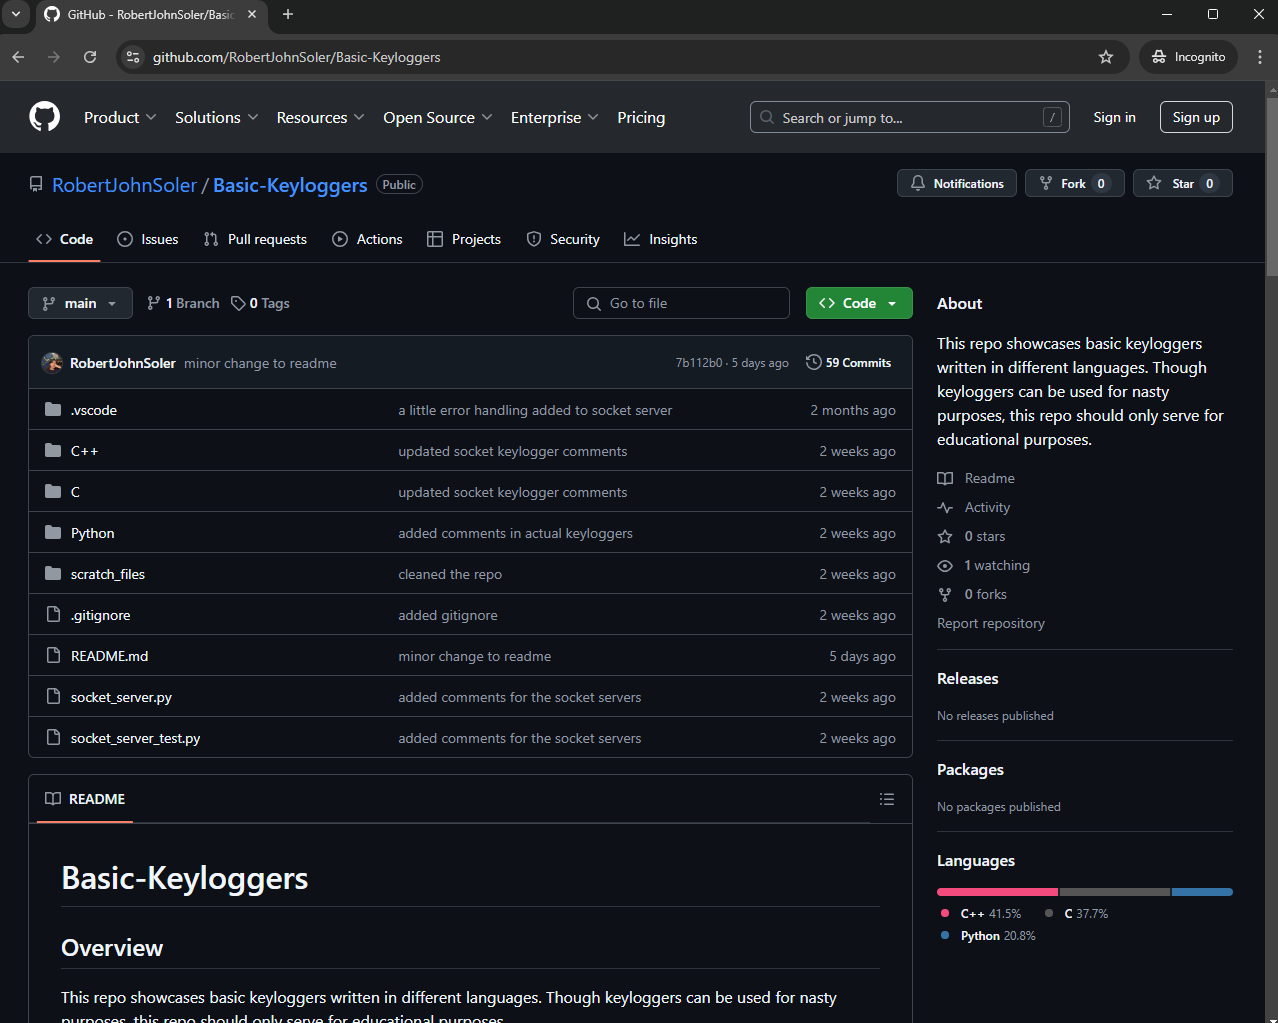 GitHub - RobertJohnSoler/Basic
github.com/RobertJohnSoler/Basic-Keyloggers
Incognito
Product Solutions Resources Open Source Enterprise Pricing
Search or jump to... /
Sign in
Sign up
RobertJohnSoler / Basic-Keyloggers Public
Notifications
Fork 0
Star 0
Code Issues Pull requests Actions Projects Security Insights
main
1 Branch 0 Tags
Go to file
Code
RobertJohnSoler minor change to readme 7b112b0 · 5 days ago 59 Commits
.vscode a little error handling added to socket server 2 months ago
C++ updated socket keylogger comments 2 weeks ago
C updated socket keylogger comments 2 weeks ago
Python added comments in actual keyloggers 2 weeks ago
scratch_files cleaned the repo 2 weeks ago
.gitignore added gitignore 2 weeks ago
README.md minor change to readme 5 days ago
socket_server.py added comments for the socket servers 2 weeks ago
socket_server_test.py added comments for the socket servers 2 weeks ago
README
Basic-Keyloggers
Overview
This repo showcases basic keyloggers written in different languages. Though keyloggers can be used for nasty
purposes, this repo should only serve for educational purposes.
About
This repo showcases basic keyloggers
written in different languages. Though
keyloggers can be used for nasty
purposes, this repo should only serve for
educational purposes.
Readme
Activity
0 stars
1 watching
0 forks
Report repository
Releases
No releases published
Packages
No packages published
Languages
C++ 41.5% C 37.7%
Python 20.8%